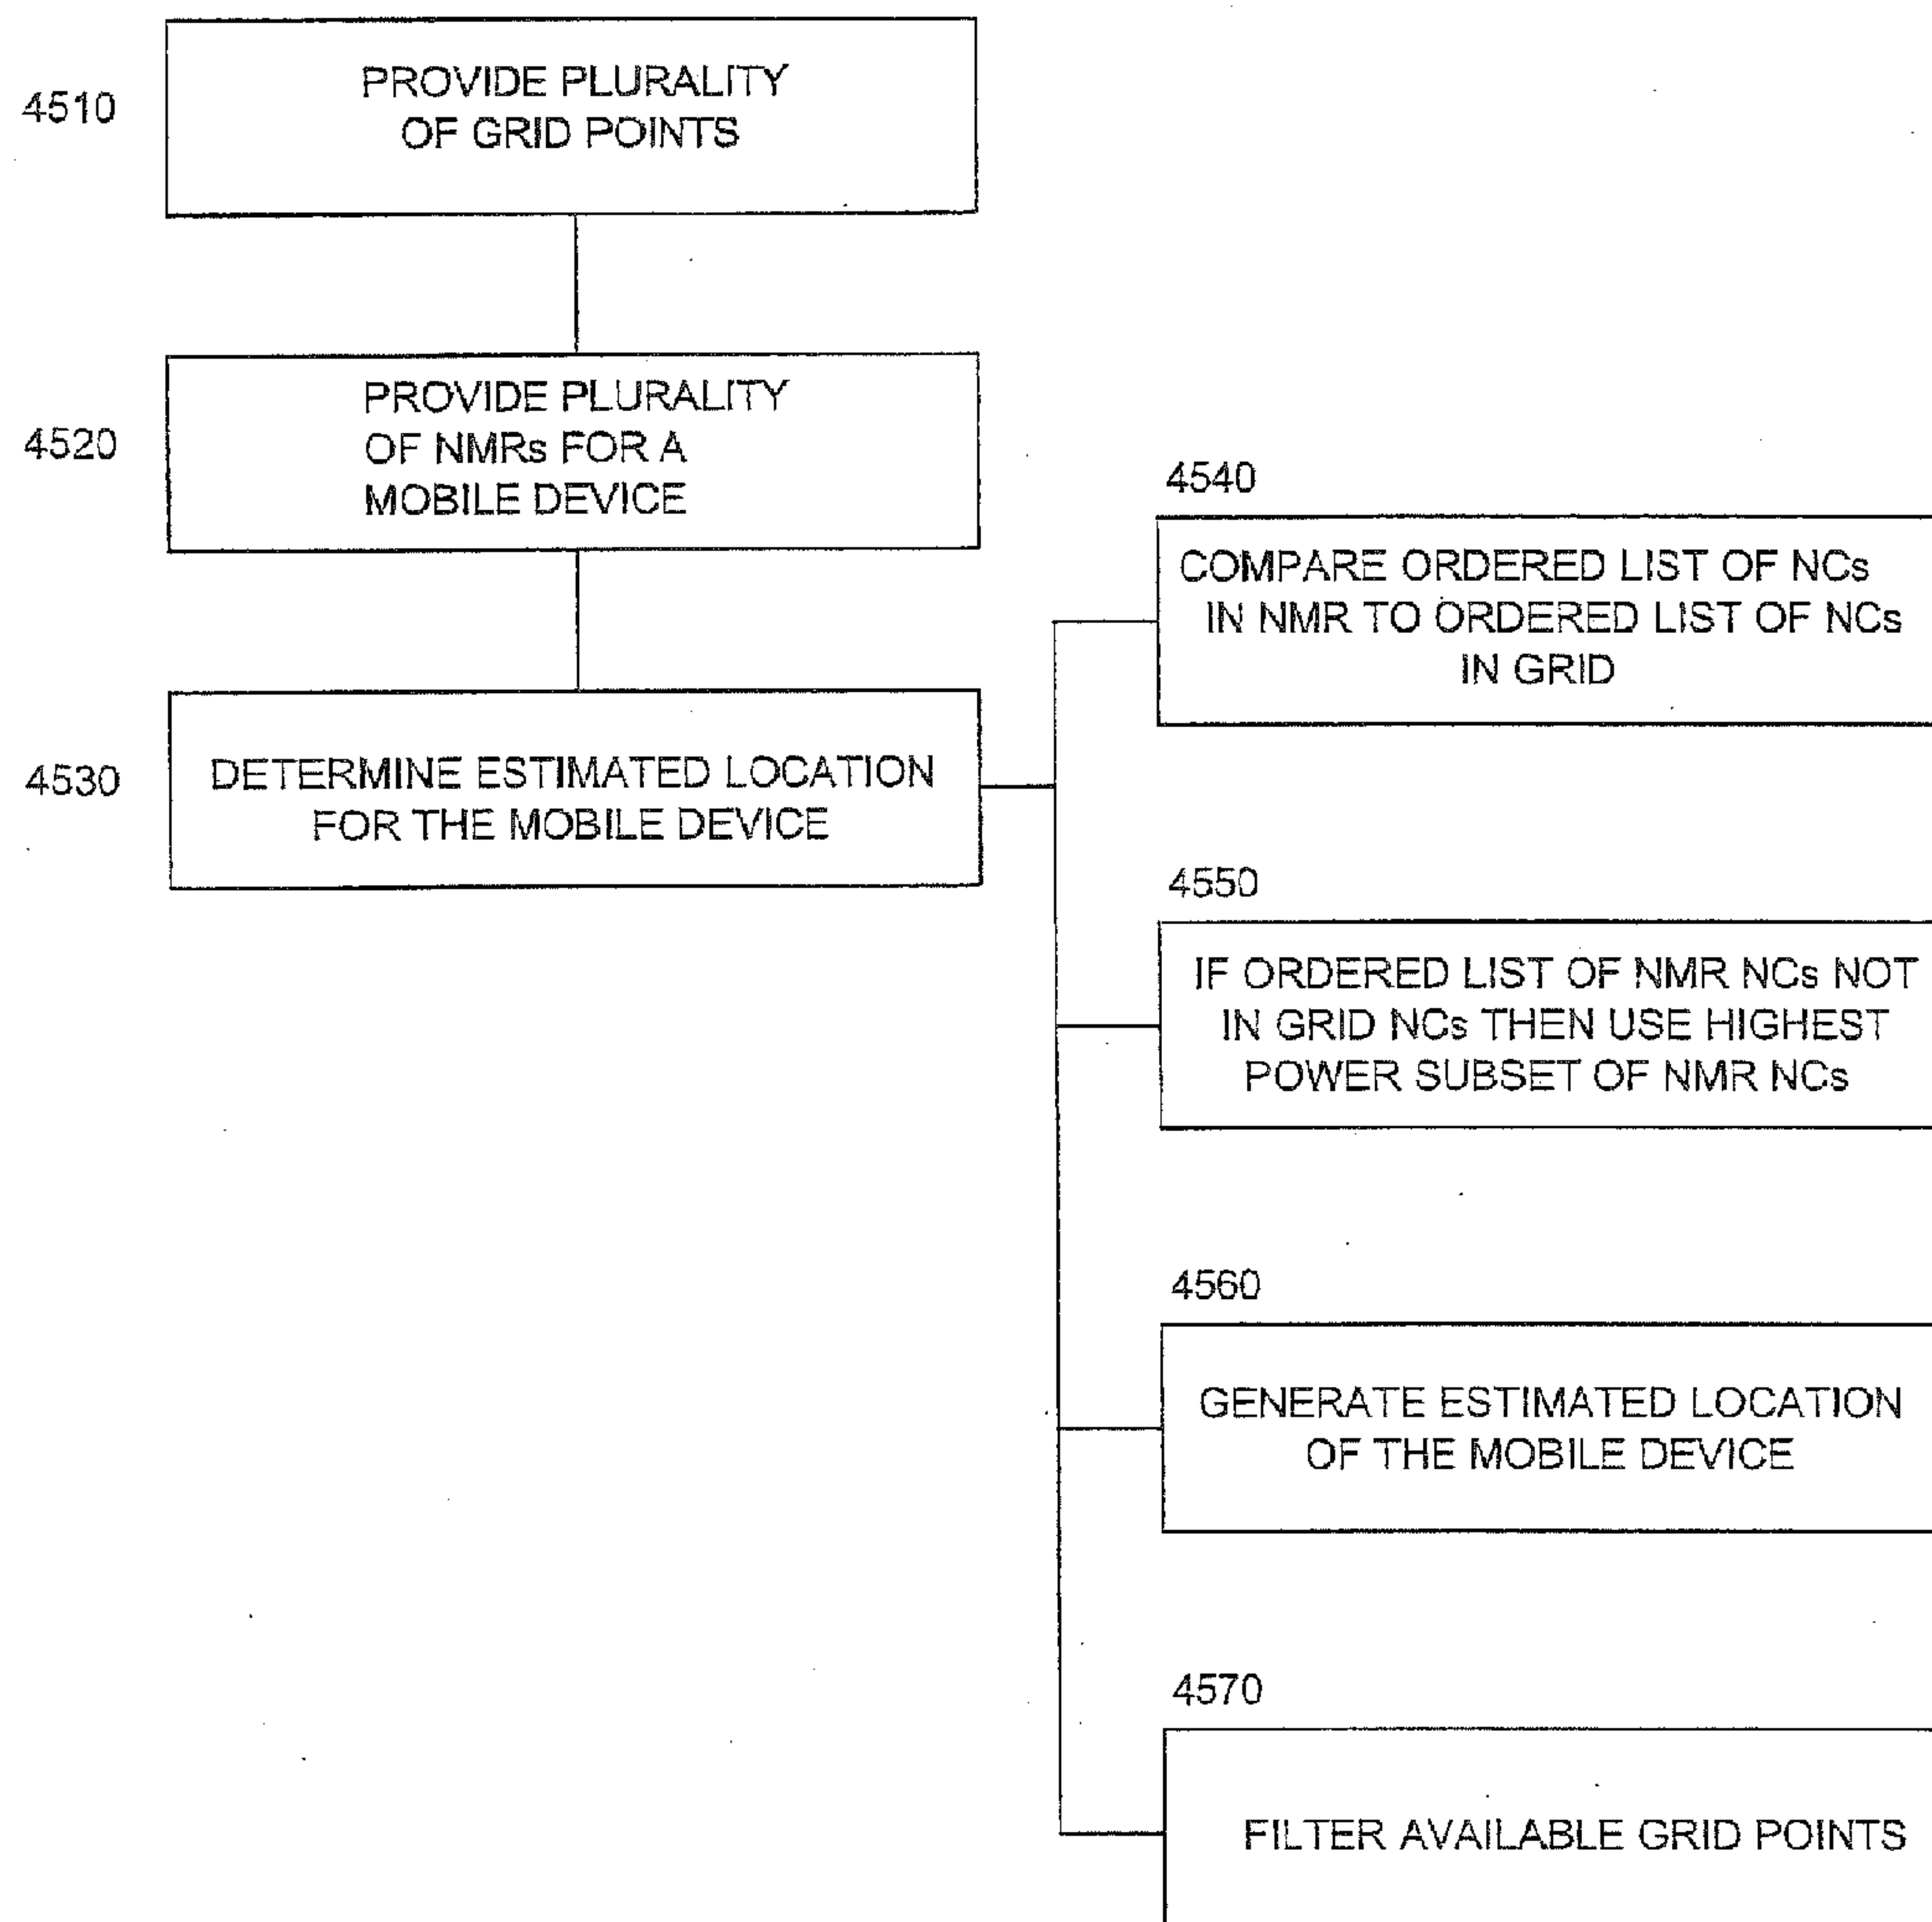 4510
PROVIDE PLURALITY
OF GRID POINTS
4520
PROVIDE PLURALITY
OF NMRs FOR A
MOBILE DEVICE
4530
DETERMINE ESTIMATED LOCATION
FOR THE MOBILE DEVICE
4540
COMPARE ORDERED LIST OF NCs
IN NMR TO ORDERED LIST OF NCs
IN GRID
4550
IF ORDERED LIST OF NMR NCs NOT
IN GRID NCs THEN USE HIGHEST
POWER SUBSET OF NMR NCs
4560
GENERATE ESTIMATED LOCATION
OF THE MOBILE DEVICE
4570
FILTER AVAILABLE GRID POINTS